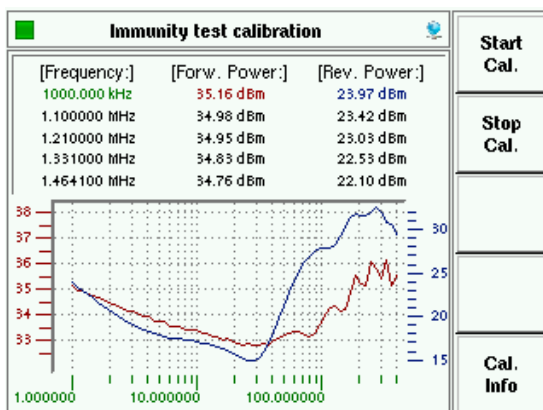 Immunity test calibration
[Frequency:] [Forw. Power:] [Rev. Power:]
1000.000 kHz 35.16 dBm 23.97 dBm
1.100000 MHz 34.98 dBm 23.42 dBm
1.210000 MHz 34.95 dBm 23.03 dBm
1.331000 MHz 34.83 dBm 22.53 dBm
1.464100 MHz 34.76 dBm 22.10 dBm
38
37
36
35
34
33
30
25
20
15
1.000000 10.000000 100.000000
Start
Cal.
Stop
Cal.
Cal.
Info